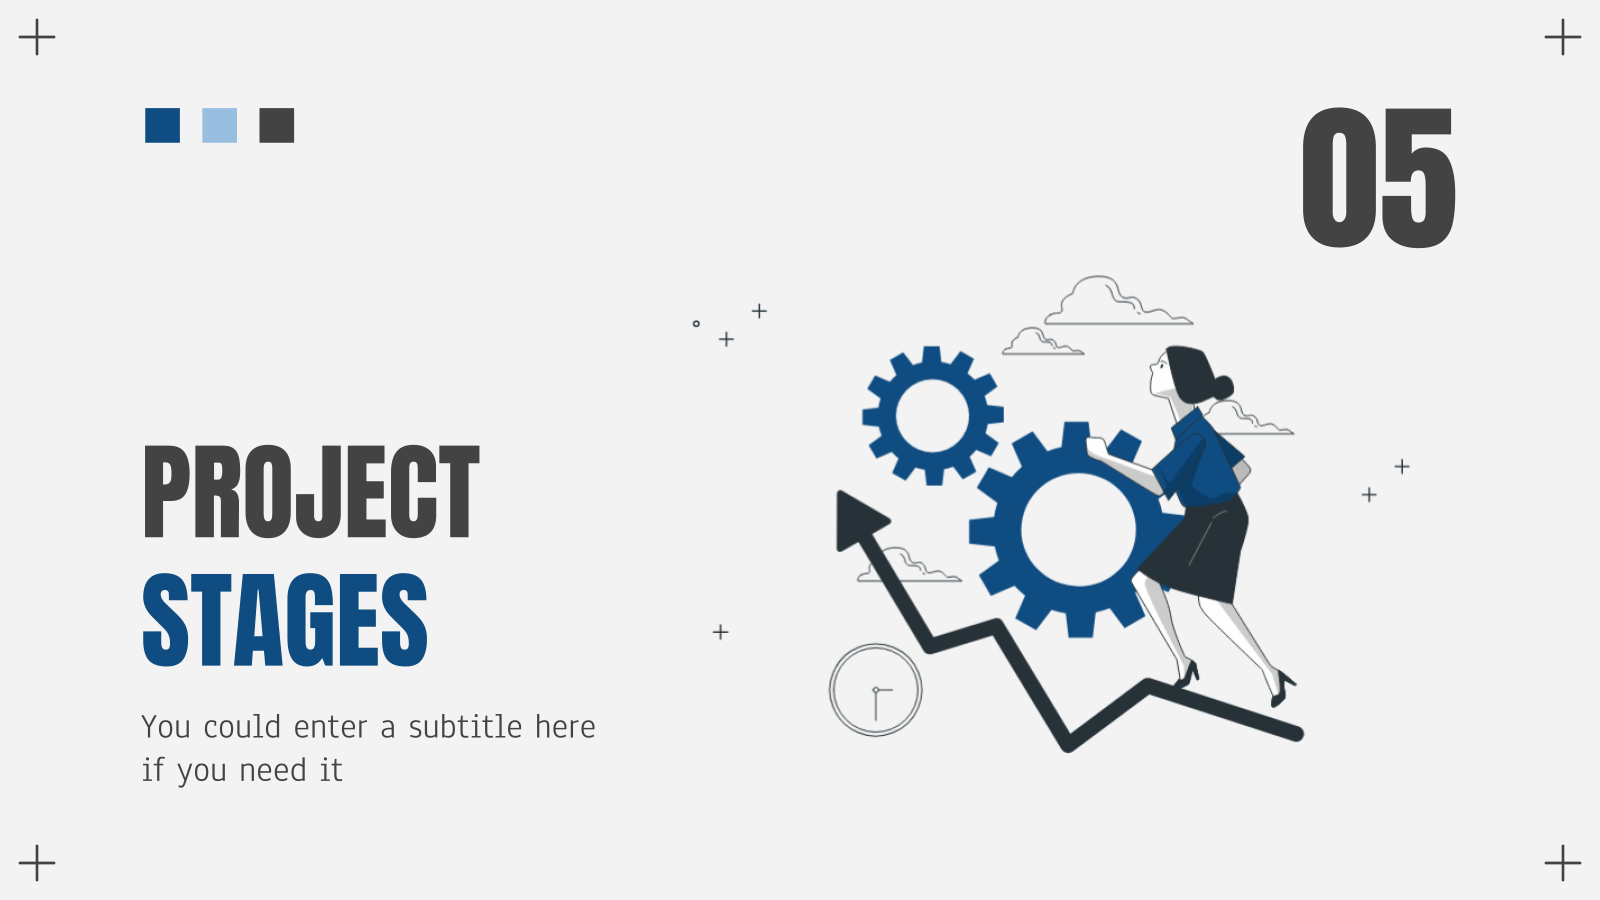 05
PROJECT
STAGES
You could enter a subtitle here
if you need it